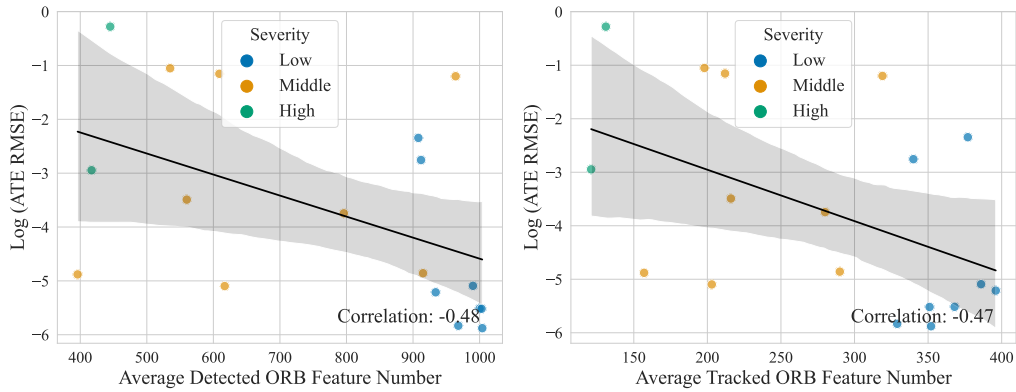 0
−1
−2
−3
−4
−5
−6
Log (ATE RMSE)
Severity
Low
Middle
High
Correlation: -0.48
400 500 600 700 800 900 1000
Average Detected ORB Feature Number
0
−1
−2
−3
−4
−5
−6
Log (ATE RMSE)
Severity
Low
Middle
High
Correlation: -0.47
150 200 250 300 350 400
Average Tracked ORB Feature Number